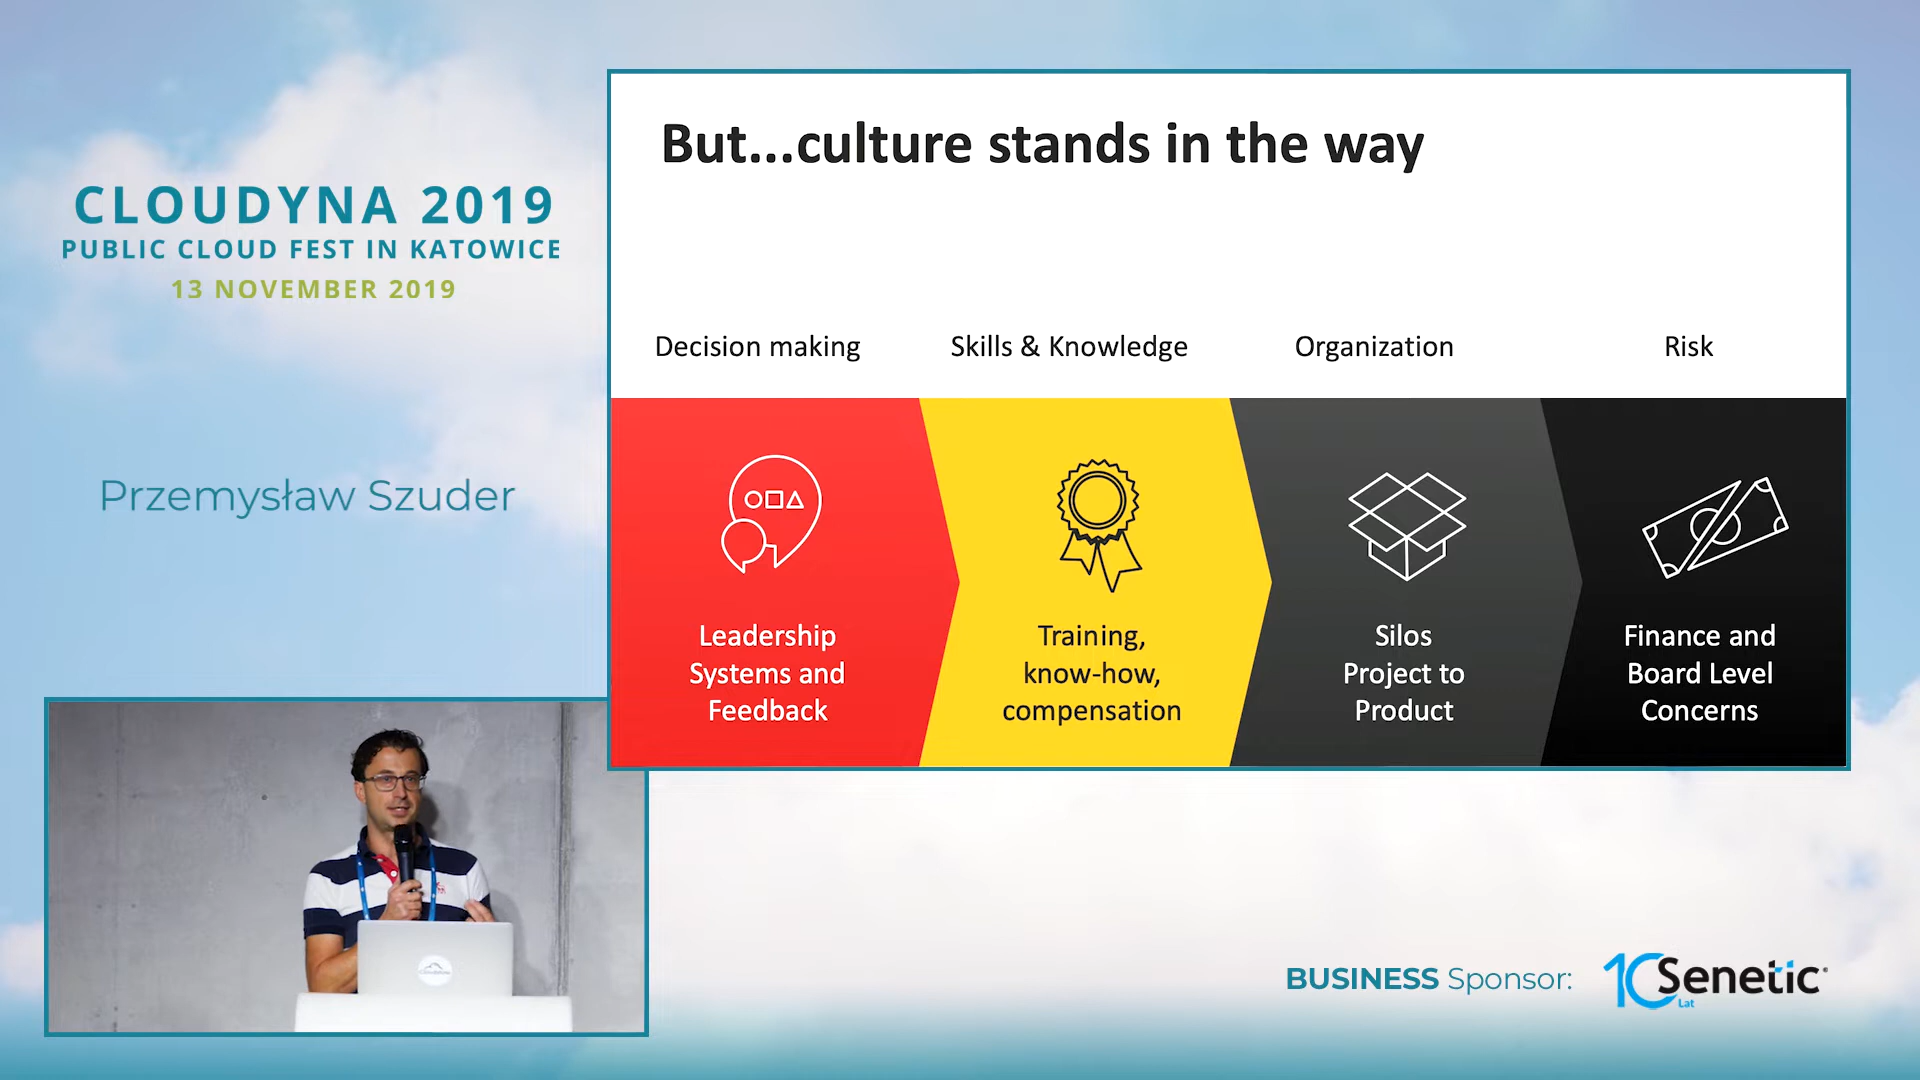 CLOUDYNA 2019
PUBLIC CLOUD FEST IN KATOWICE
13 NOVEMBER 2019
Przemysław Szuder
But...culture stands in the way
Decision making
Skills & Knowledge
Organization
Risk
Leadership
Systems and
Feedback
Training,
know-how,
compensation
Silos
Project to
Product
Finance and
Board Level
Concerns
BUSINESS Sponsor:
10 Senetic
Lat